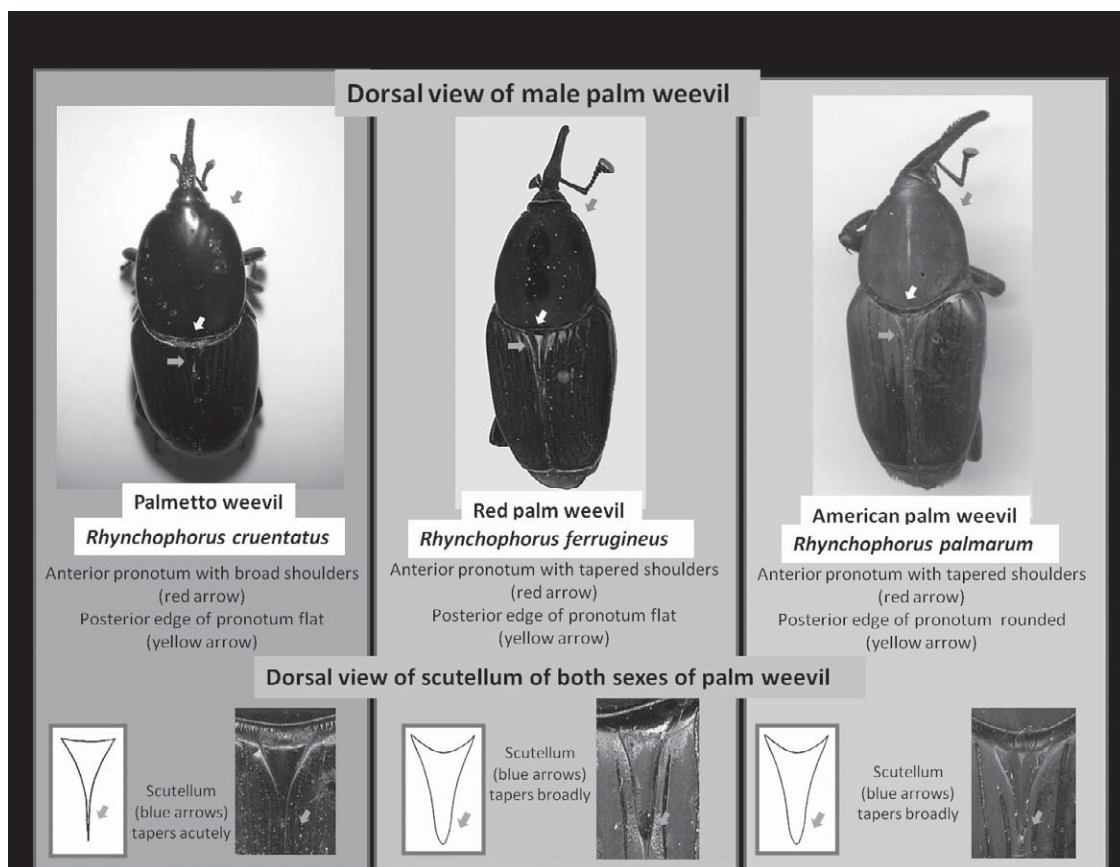 Dorsal view of male palm weevil
Palmetto weevil
Rhynchophorus cruentatus
Anterior pronotum with broad shoulders
(red arrow)
Posterior edge of pronotum flat
(yellow arrow)
Red palm weevil
Rhynchophorus ferrugineus
Anterior pronotum with tapered shoulders
(red arrow)
Posterior edge of pronotum flat
(yellow arrow)
American palm weevil
Rhynchophorus palmarum
Anterior pronotum with tapered shoulders
(red arrow)
Posterior edge of pronotum rounded
(yellow arrow)
Dorsal view of scutellum of both sexes of palm weevil
Scutellum
(blue arrows)
tapers acutely
Scutellum
(blue arrows)
tapers broadly
Scutellum
(blue arrows)
tapers broadly